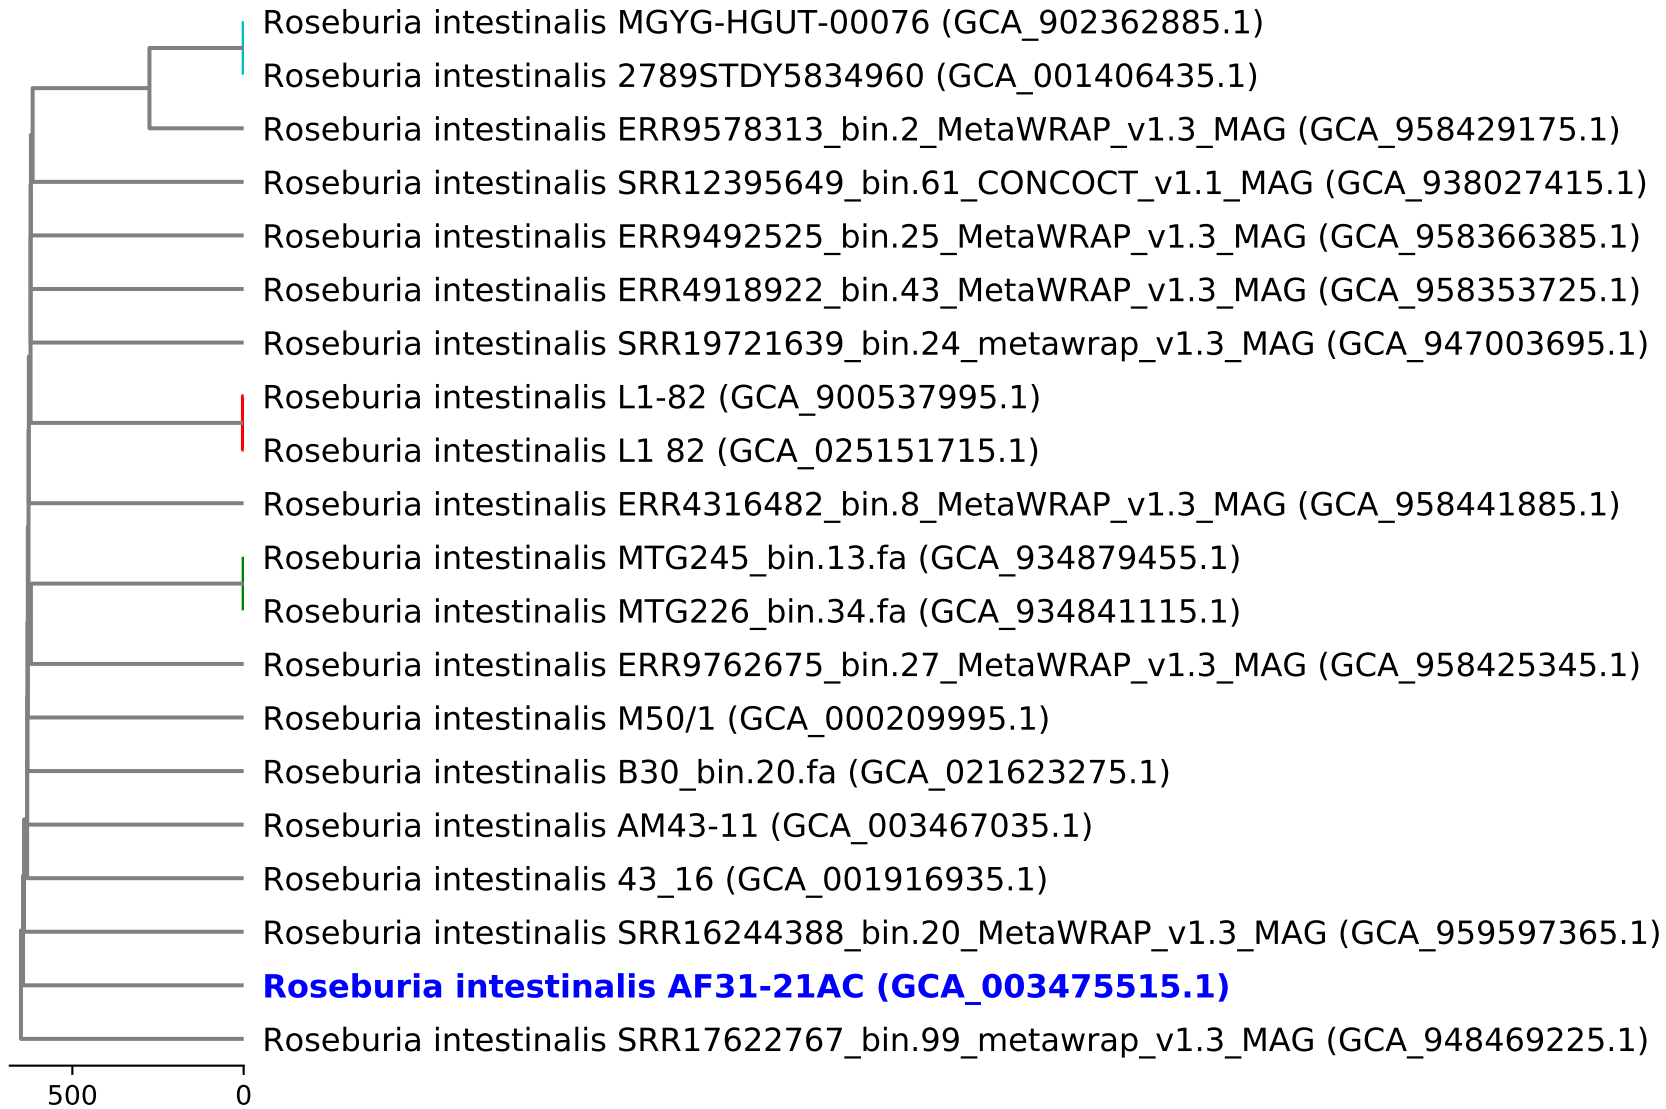 Roseburia intestinalis MGYG-HGUT-00076 (GCA_902362885.1)
Roseburia intestinalis 2789STDY5834960 (GCA_001406435.1)
Roseburia intestinalis ERR9578313_bin.2_MetaWRAP_v1.3_MAG (GCA_958429175.1)
Roseburia intestinalis SRR12395649_bin.61_CONCOCT_v1.1_MAG (GCA_938027415.1)
Roseburia intestinalis ERR9492525_bin.25_MetaWRAP_v1.3_MAG (GCA_958366385.1)
Roseburia intestinalis ERR4918922_bin.43_MetaWRAP_v1.3_MAG (GCA_958353725.1)
Roseburia intestinalis SRR19721639_bin.24_metawrap_v1.3_MAG (GCA_947003695.1)
Roseburia intestinalis L1-82 (GCA_900537995.1)
Roseburia intestinalis L1 82 (GCA_025151715.1)
Roseburia intestinalis ERR4316482_bin.8_MetaWRAP_v1.3_MAG (GCA_958441885.1)
Roseburia intestinalis MTG245_bin.13.fa (GCA_934879455.1)
Roseburia intestinalis MTG226_bin.34.fa (GCA_934841115.1)
Roseburia intestinalis ERR9762675_bin.27_MetaWRAP_v1.3_MAG (GCA_958425345.1)
Roseburia intestinalis M50/1 (GCA_000209995.1)
Roseburia intestinalis B30_bin.20.fa (GCA_021623275.1)
Roseburia intestinalis AM43-11 (GCA_003467035.1)
Roseburia intestinalis 43_16 (GCA_001916935.1)
Roseburia intestinalis SRR16244388_bin.20_MetaWRAP_v1.3_MAG (GCA_959597365.1)
Roseburia intestinalis AF31-21AC (GCA_003475515.1)
Roseburia intestinalis SRR17622767_bin.99_metawrap_v1.3_MAG (GCA_948469225.1)
500 0